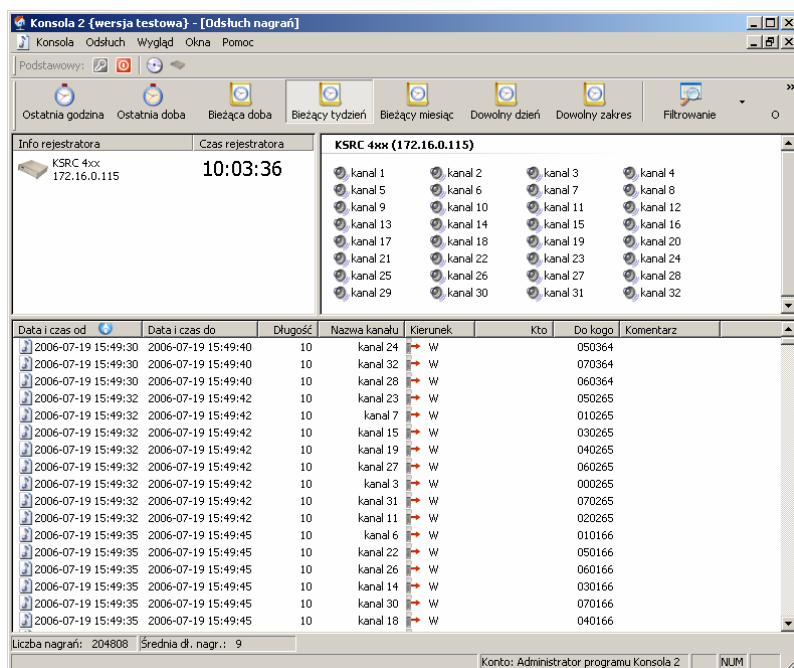 Konsola 2 {wersja testowa} - [Odsłuch nagrań]
Konsola Odsłuch Wygląd Okna Pomoc
Podstawowy:
Ostatnia godzina Ostatnia doba Bieżąca doba Bieżący tydzień Bieżący miesiąc Dowolny dzień Dowolny zakres Filtrowanie O
Info rejestratora Czas rejestratora
KSRC 4xx
172.16.0.115
10:03:36
KSRC 4xx (172.16.0.115)
kanal 1 kanal 2 kanal 3 kanal 4
kanal 5 kanal 6 kanal 7 kanal 8
kanal 9 kanal 10 kanal 11 kanal 12
kanal 13 kanal 14 kanal 15 kanal 16
kanal 17 kanal 18 kanal 19 kanal 20
kanal 21 kanal 22 kanal 23 kanal 24
kanal 25 kanal 26 kanal 27 kanal 28
kanal 29 kanal 30 kanal 31 kanal 32
Data i czas od Data i czas do Długość Nazwa kanału Kierunek Kto Do kogo Komentarz
2006-07-19 15:49:30 2006-07-19 15:49:40 10 kanal 24 W 050364
2006-07-19 15:49:30 2006-07-19 15:49:40 10 kanal 32 W 070364
2006-07-19 15:49:30 2006-07-19 15:49:40 10 kanal 28 W 060364
2006-07-19 15:49:32 2006-07-19 15:49:42 10 kanal 23 W 050265
2006-07-19 15:49:32 2006-07-19 15:49:42 10 kanal 7 W 010265
2006-07-19 15:49:32 2006-07-19 15:49:42 10 kanal 15 W 030265
2006-07-19 15:49:32 2006-07-19 15:49:42 10 kanal 19 W 040265
2006-07-19 15:49:32 2006-07-19 15:49:42 10 kanal 27 W 060265
2006-07-19 15:49:32 2006-07-19 15:49:42 10 kanal 3 W 000265
2006-07-19 15:49:32 2006-07-19 15:49:42 10 kanal 31 W 070265
2006-07-19 15:49:32 2006-07-19 15:49:42 10 kanal 11 W 020265
2006-07-19 15:49:35 2006-07-19 15:49:45 10 kanal 6 W 010166
2006-07-19 15:49:35 2006-07-19 15:49:45 10 kanal 22 W 050166
2006-07-19 15:49:35 2006-07-19 15:49:45 10 kanal 26 W 060166
2006-07-19 15:49:35 2006-07-19 15:49:45 10 kanal 14 W 030166
2006-07-19 15:49:35 2006-07-19 15:49:45 10 kanal 30 W 070166
2006-07-19 15:49:35 2006-07-19 15:49:45 10 kanal 18 W 040166
Liczba nagrań: 204808 Średnia dł. nagr.: 9
Konto: Administrator programu Konsola 2 NUM